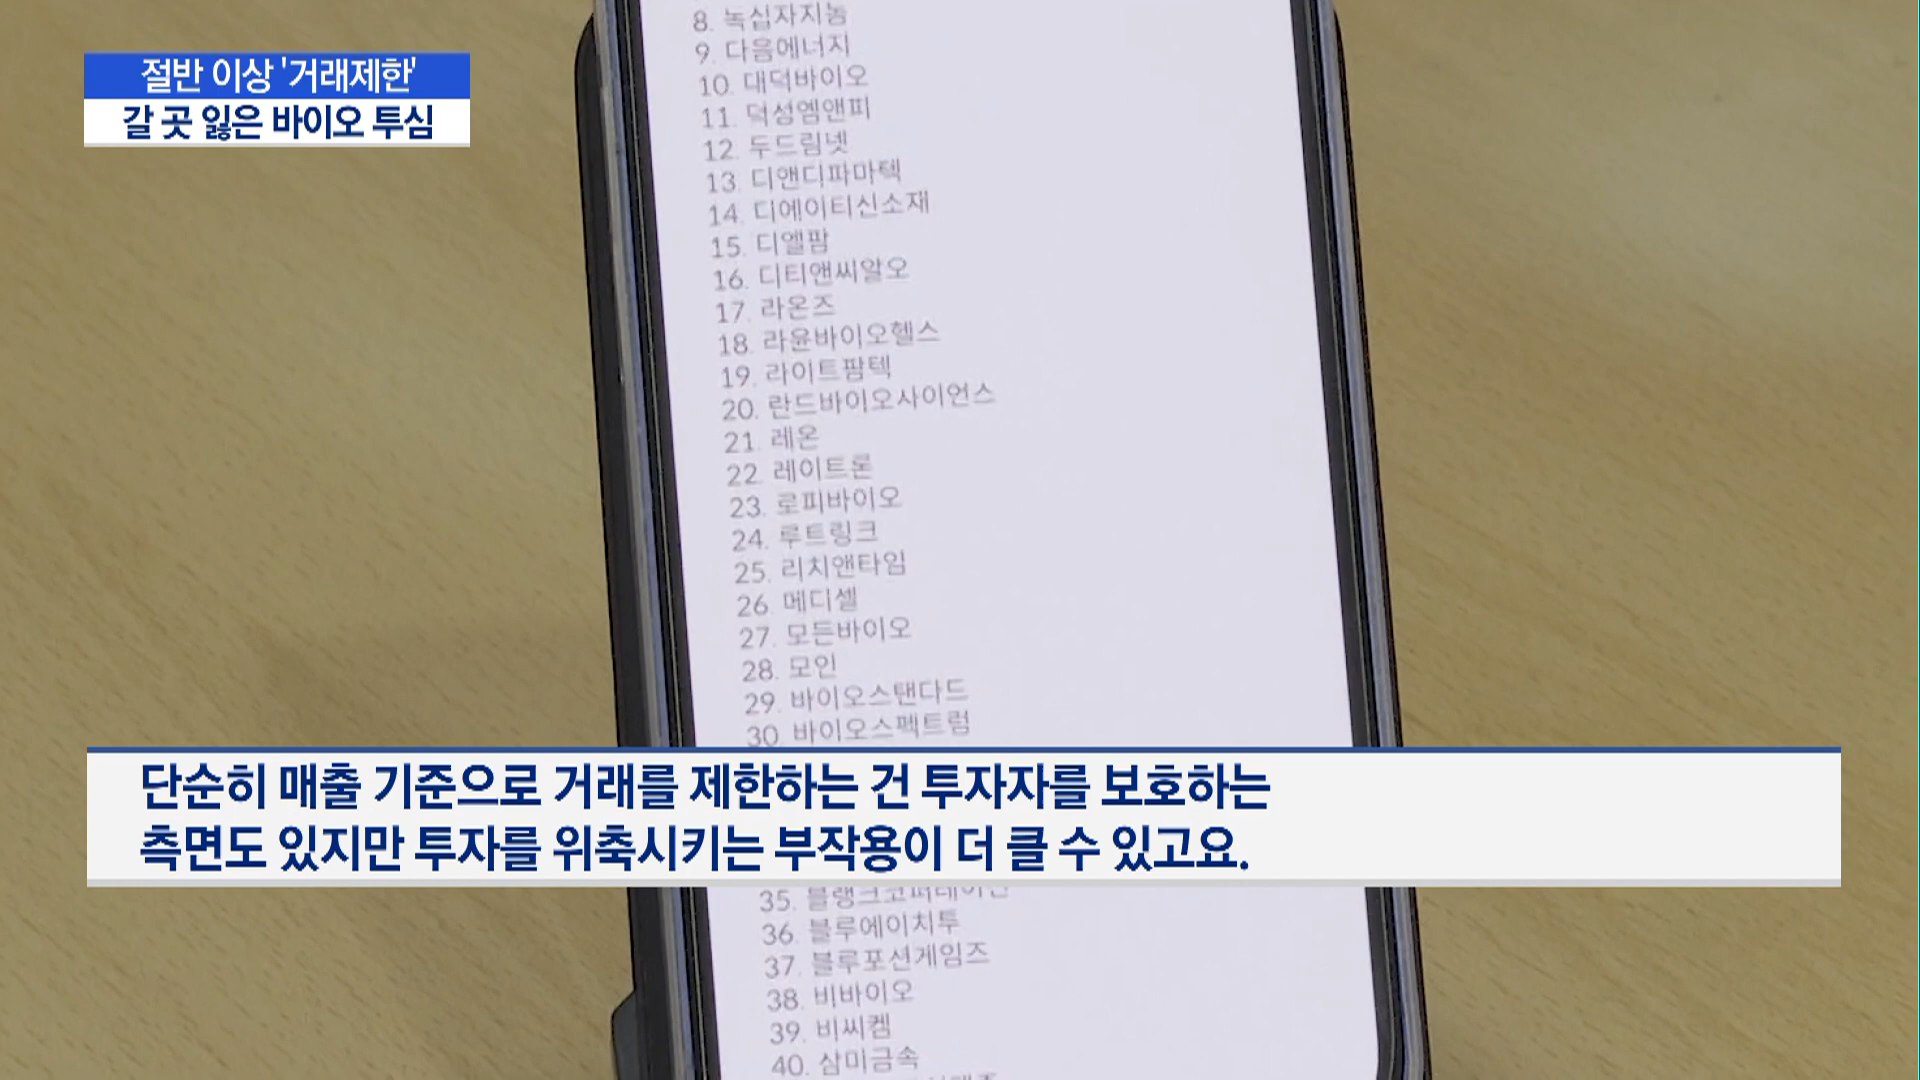 절반 이상 '거래제한'
갈 곳 잃은 바이오 투심
8. 녹십자지놈
9. 다음에너지
10. 대덕바이오
11. 덕성엠앤피
12. 두드림넷
13. 디앤디파마텍
14. 디에이티신소재
15. 디엘팜
16. 디티앤씨알오
17. 라온즈
18. 라윤바이오헬스
19. 라이트팜텍
20. 란드바이오사이언스
21. 레온
22. 레이트론
23. 로피바이오
24. 루트링크
25. 리치앤타임
26. 메디셀
27. 모든바이오
28. 모인
29. 바이오스탠다드
30. 바이오스펙트럼
단순히 매출 기준으로 거래를 제한하는 건 투자자를 보호하는
측면도 있지만 투자를 위축시키는 부작용이 더 클 수 있고요.
35. 블랭크코퍼레이션
36. 블루에이치투
37. 블루포션게임즈
38. 비바이오
39. 비씨켐
40. 삼미금속